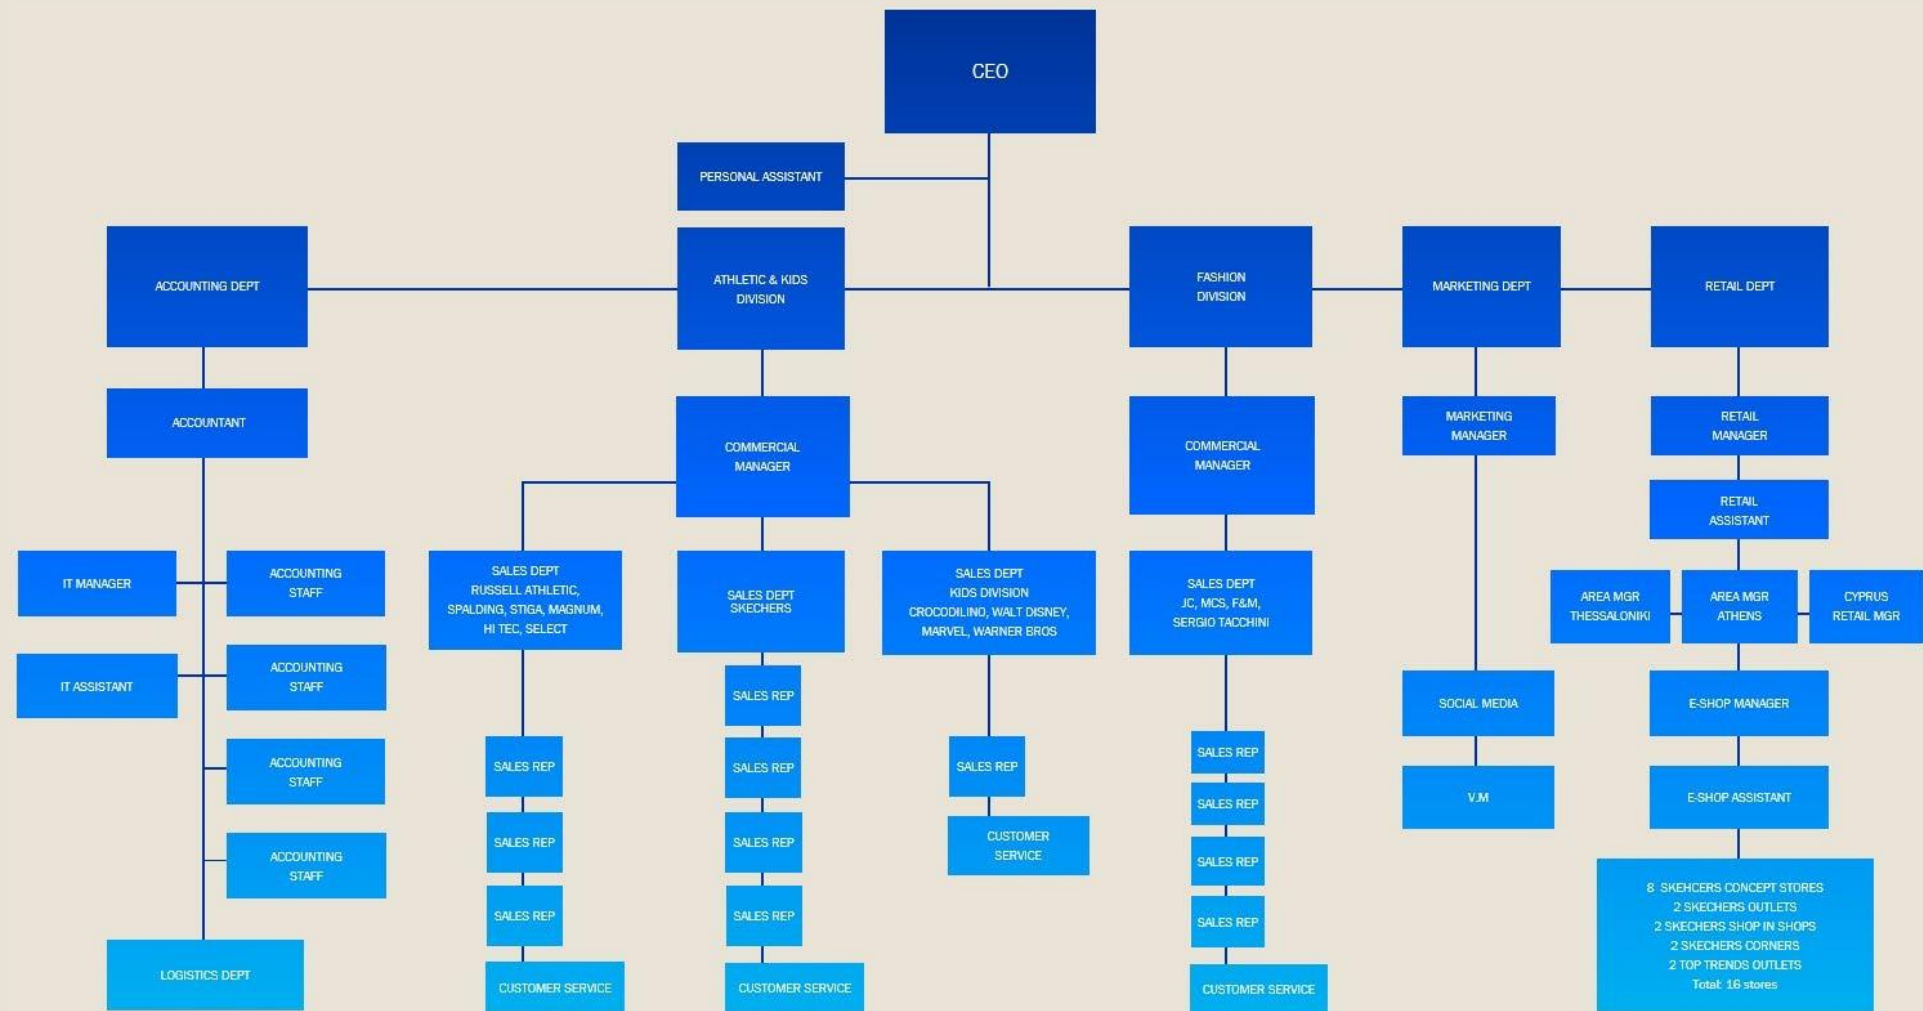 CEO
PERSONAL ASSISTANT
ACCOUNTING DEPT
ATHLETIC & KIDS
DIVISION
FASHION
DIVISION
MARKETING DEPT
RETAIL DEPT
ACCOUNTANT
COMMERCIAL
MANAGER
COMMERCIAL
MANAGER
MARKETING
MANAGER
RETAIL
MANAGER
RETAIL
ASSISTANT
IT MANAGER
ACCOUNTING
STAFF
IT ASSISTANT
ACCOUNTING
STAFF
ACCOUNTING
STAFF
ACCOUNTING
STAFF
LOGISTICS DEPT
SALES DEPT
RUSSELL ATHLETIC,
SPALDING, STIGA, MAGNUM,
HI TEC, SELECT
SALES REP
SALES REP
SALES REP
CUSTOMER SERVICE
SALES DEPT
SKECHERS
SALES REP
SALES REP
SALES REP
SALES REP
CUSTOMER SERVICE
SALES DEPT
KIDS DIVISION
CROCODILINO, WALT DISNEY,
MARVEL, WARNER BROS
SALES REP
CUSTOMER
SERVICE
SALES DEPT
JC, MCS, F&M,
SERGIO TACCHINI
SALES REP
SALES REP
SALES REP
SALES REP
CUSTOMER SERVICE
SOCIAL MEDIA
V.M
AREA MGR
THESSALONIKI
AREA MGR
ATHENS
CYPRUS
RETAIL MGR
E-SHOP MANAGER
E-SHOP ASSISTANT
8 SKEHCERS CONCEPT STORES
2 SKECHERS OUTLETS
2 SKECHERS SHOP IN SHOPS
2 SKECHERS CORNERS
2 TOP TRENDS OUTLETS
Total: 16 stores